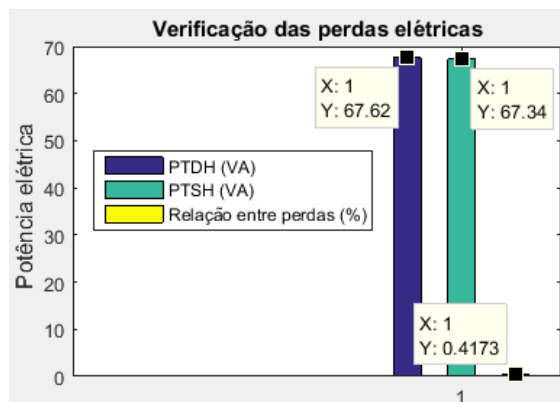 Verificação das perdas elétricas
Potência elétrica
70
60
50
40
30
20
10
0
X: 1
Y: 67.62
X: 1
Y: 67.34
PTDH (VA)
PTSH (VA)
Relação entre perdas (%)
X: 1
Y: 0.4173
1